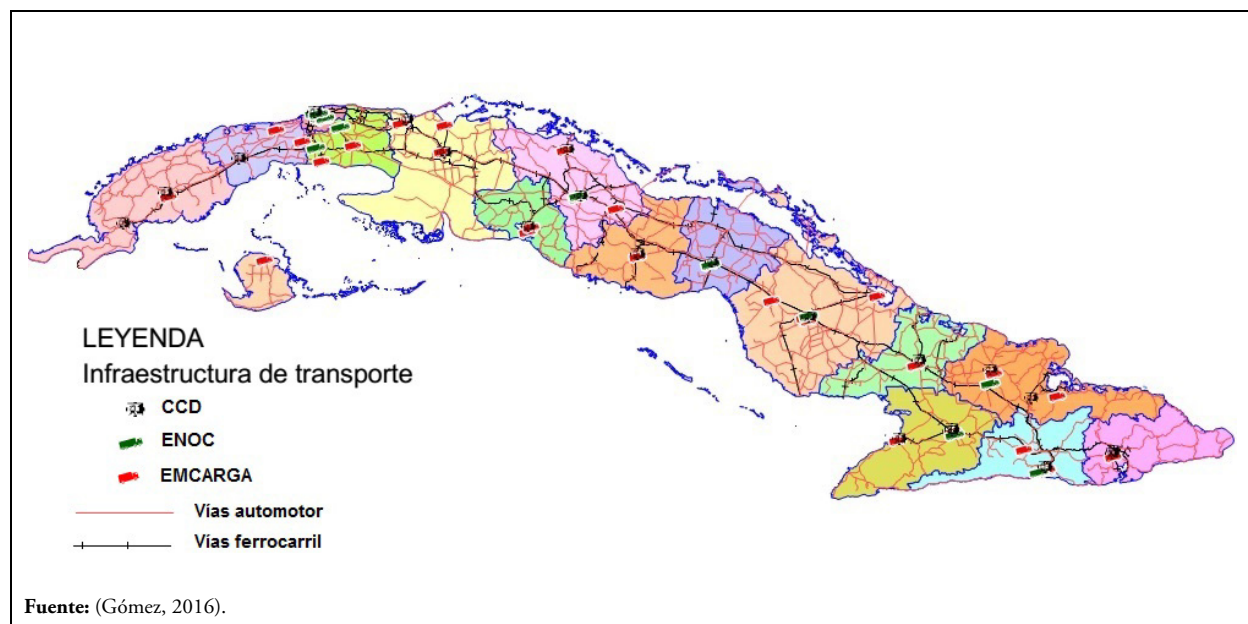 LEYENDA
Infraestructura de transporte
CCD
ENOC
EMCARGA
Vías automotor
Vías ferrocarril
Fuente: (Gómez, 2016).